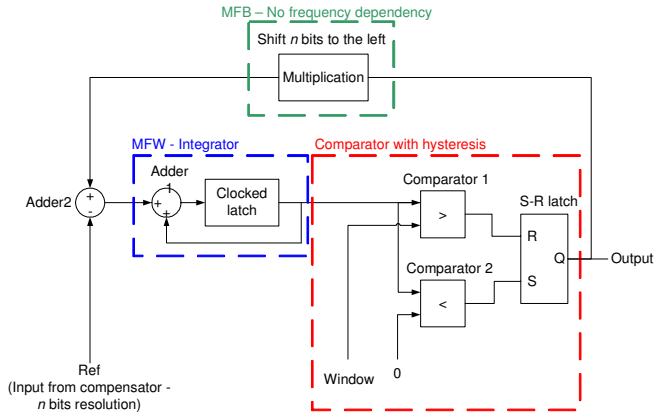 MFB – No frequency dependency
Shift n bits to the left
Multiplication
MFW - Integrator
Comparator with hysteresis
Adder
1
Clocked
latch
Comparator 1
S-R latch
Adder2
+
-
+
+
>
R
Q
Output
Comparator 2
S
<
Ref
(Input from compensator -
n bits resolution)
Window
0